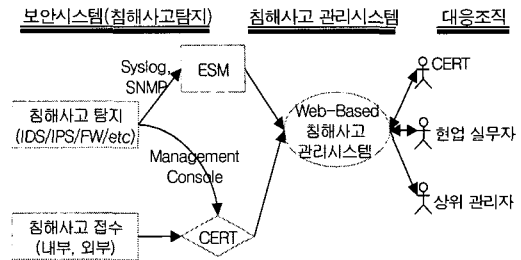 보안시스템(침해사고탐지)
침해사고 관리시스템
대응조직
Syslog,
SNMP
ESM
CERT
침해사고 탐지
(IDS/IPS/FW/etc)
Web-Based
침해사고
관리시스템
현업 실무자
Management
Console
상위 관리자
침해사고 접수
(내부, 외부)
CERT